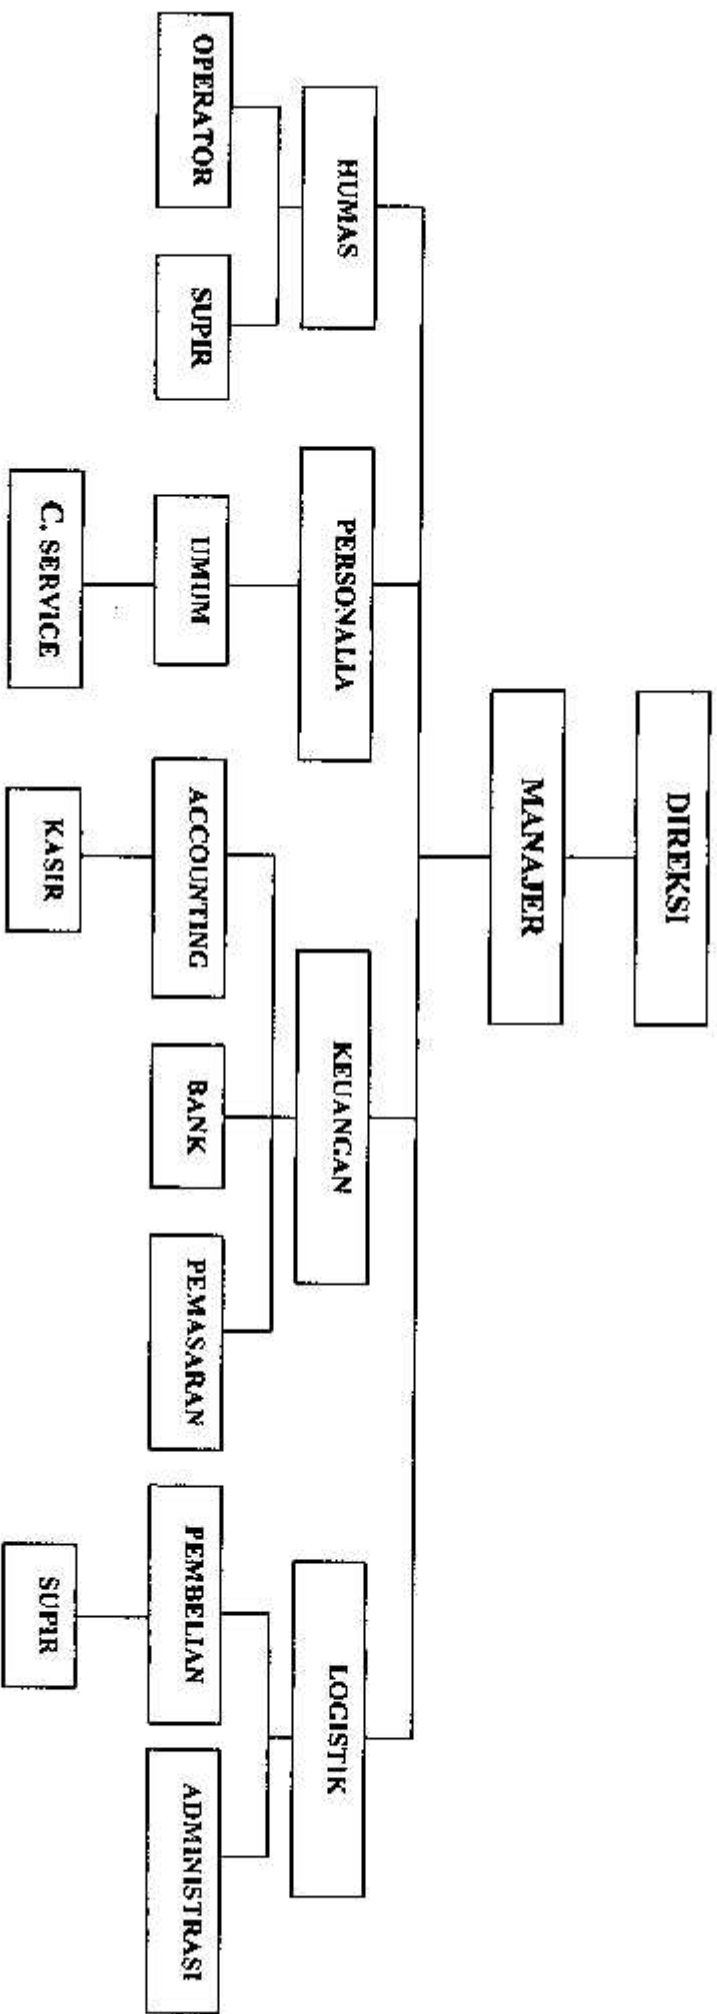 DIREKSI
MANAJER
HUMAS
PERSONALIA
KEUANGAN
LOGISTIK
OPERATOR
SUPIR
UMUM
ACCOUNTING
BANK
PEMASARAN
PEMBELIAN
ADMINISTRASI
C. SERVICE
KASIR
SUPIR